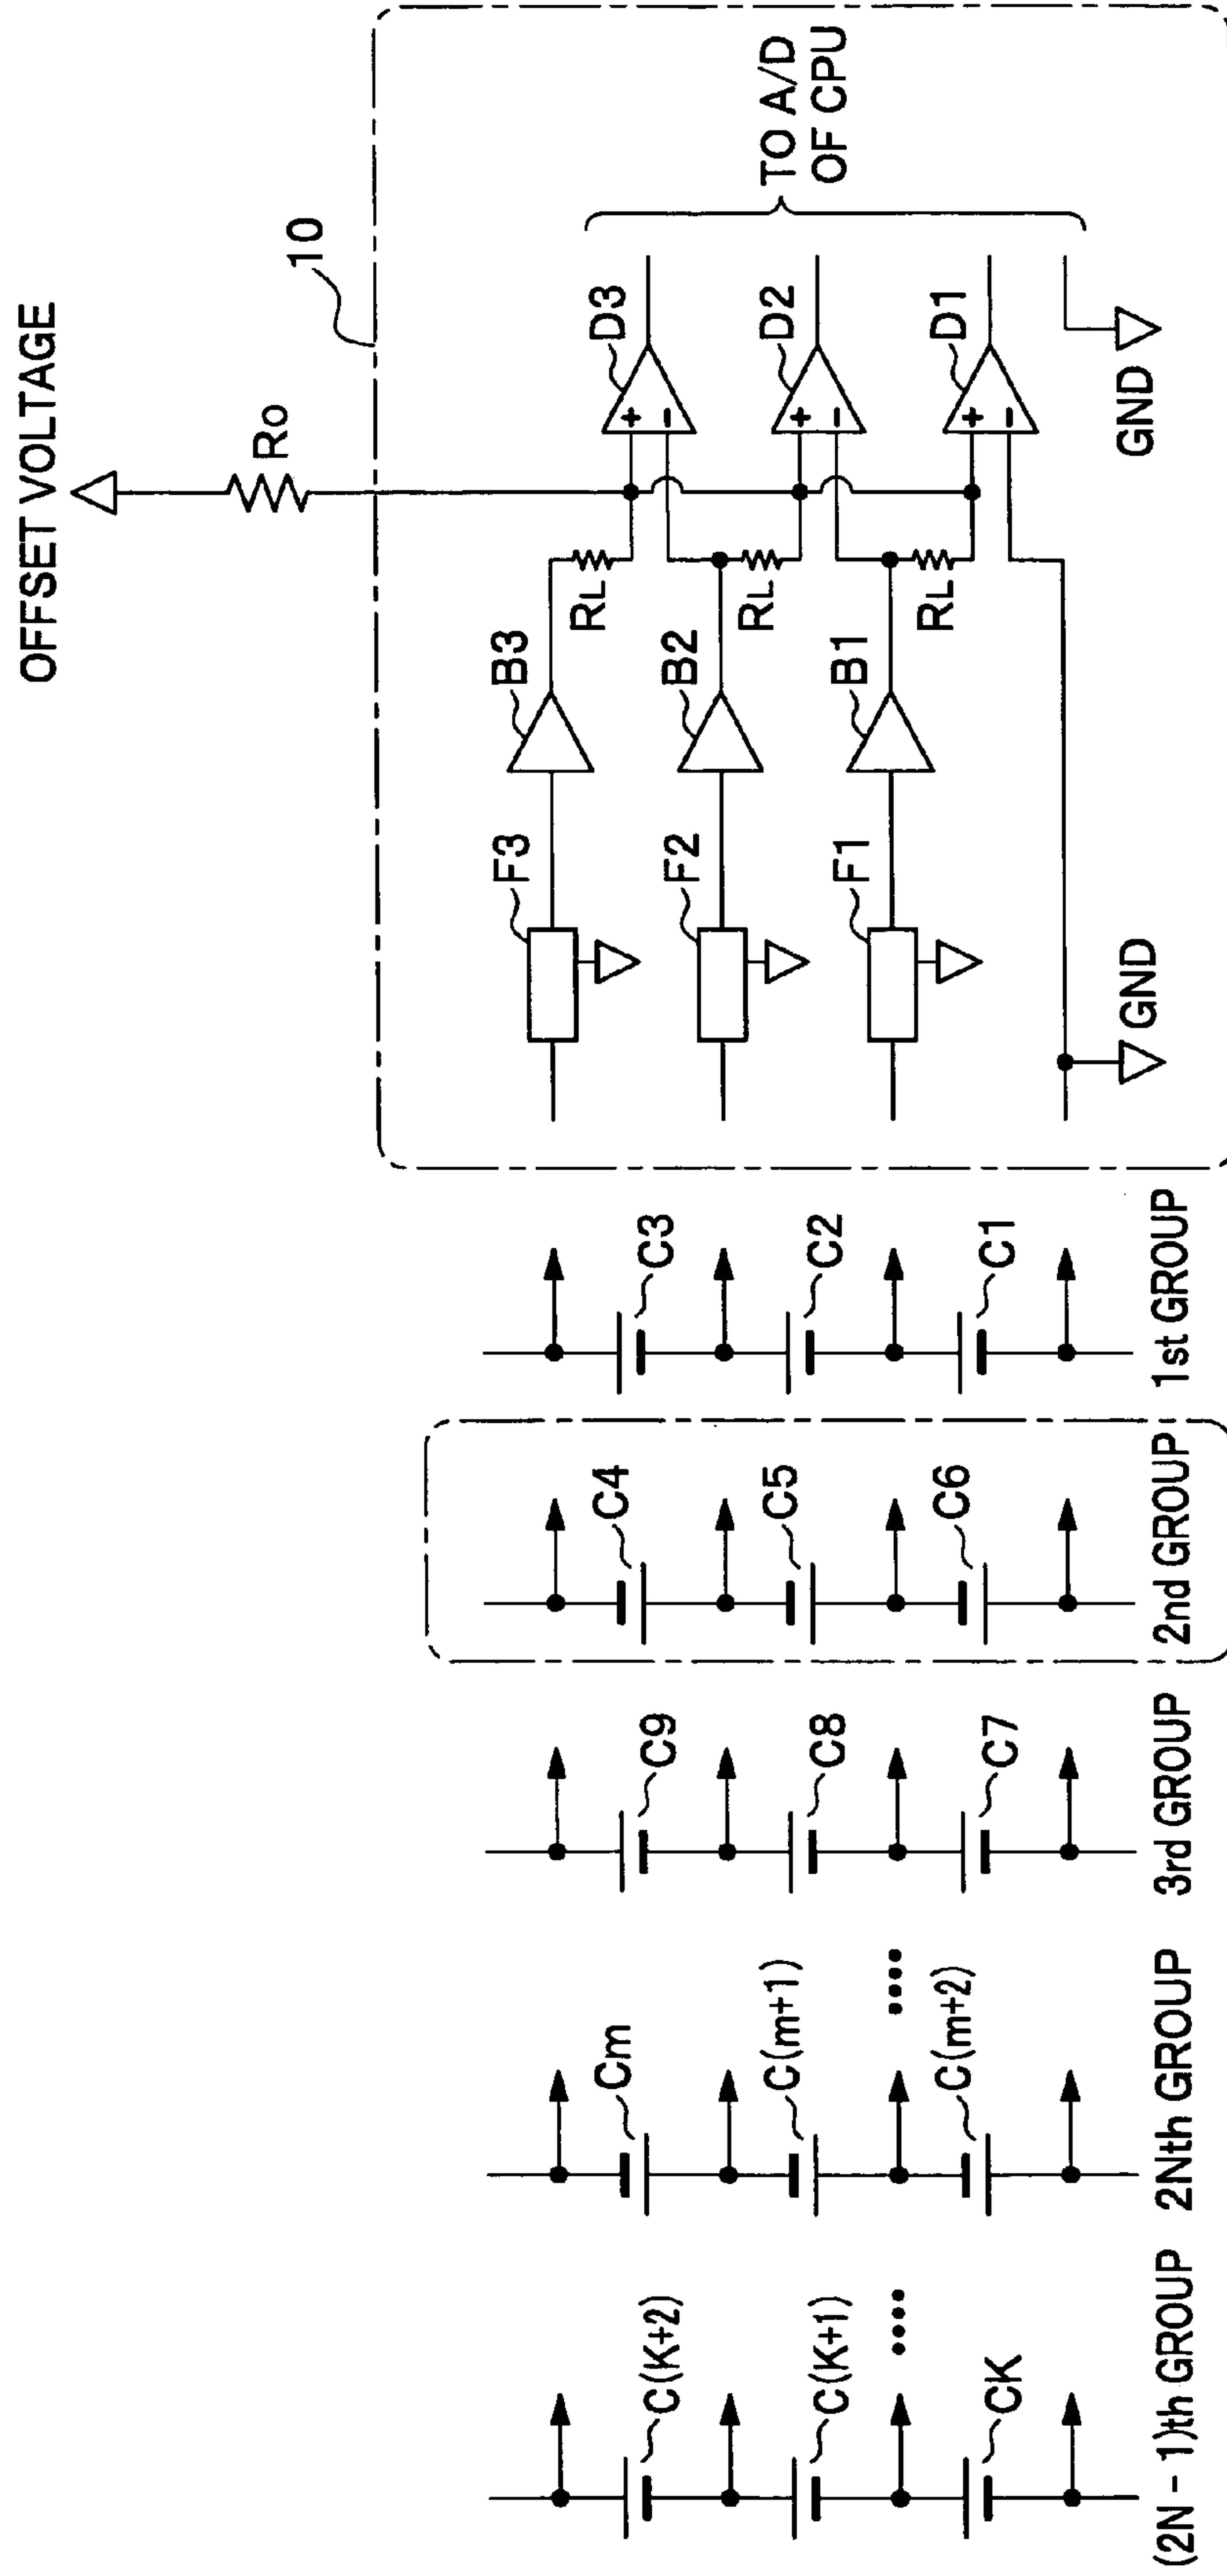 OFFSET VOLTAGE
Ro
10
F3
B3
RL
D3
F2
B2
RL
D2
TO A/D
OF CPU
F1
B1
RL
D1
GND
GND
C(K+2)
Cm
C9
C4
C3
C(K+1)
C(m+1)
C8
C5
C2
CK
C(m+2)
C7
C6
C1
(2N - 1)th GROUP
2Nth GROUP
3rd GROUP
2nd GROUP
1st GROUP
+
−
+
−
+
−